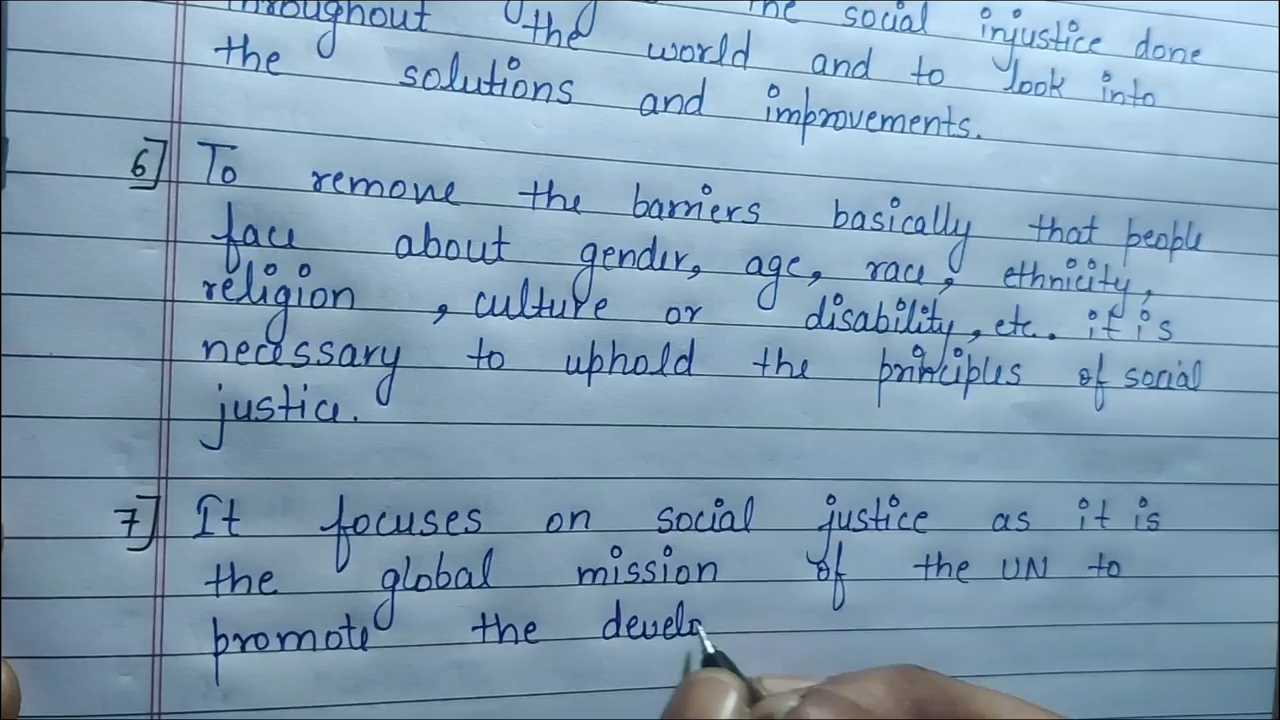 throughout the social injustice done
the world and to look into
the solutions and improvements.
6] To remove the barriers basically that people
face about gender, age, race, ethnicity,
religion, culture or disability, etc. it is
necessary to uphold the principles of social
justice.
7] It focuses on social justice as it is
the global mission of the UN to
promote the develo